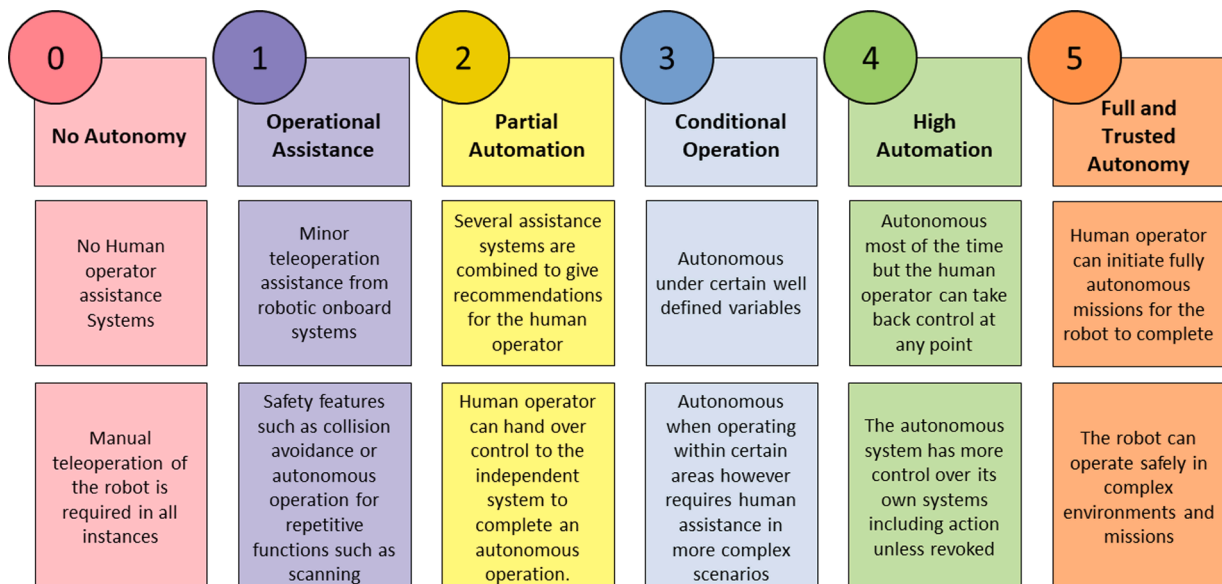 0
No Autonomy
No Human
operator
assistance
Systems
Manual
teleoperation of
the robot is
required in all
instances
1
Operational
Assistance
Minor
teleoperation
assistance from
robotic onboard
systems
Safety features
such as collision
avoidance or
autonomous
operation for
repetitive
functions such as
scanning
2
Partial
Automation
Several assistance
systems are
combined to give
recommendations
for the human
operator
Human operator
can hand over
control to the
independent
system to
complete an
autonomous
operation.
3
Conditional
Operation
Autonomous
under certain well
defined variables
Autonomous
when operating
within certain
areas however
requires human
assistance in
more complex
scenarios
4
High
Automation
Autonomous
most of the time
but the human
operator can take
back control at
any point
The autonomous
system has more
control over its
own systems
including action
unless revoked
5
Full and
Trusted
Autonomy
Human operator
can initiate fully
autonomous
missions for the
robot to complete
The robot can
operate safely in
complex
environments and
missions